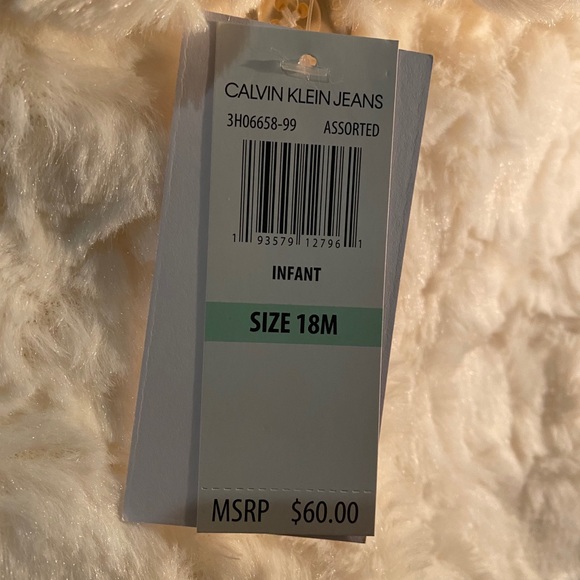 CALVIN KLEIN JEANS
3H06658-99 ASSORTED
1 93579 12796 1
INFANT
SIZE 18M
MSRP $60.00